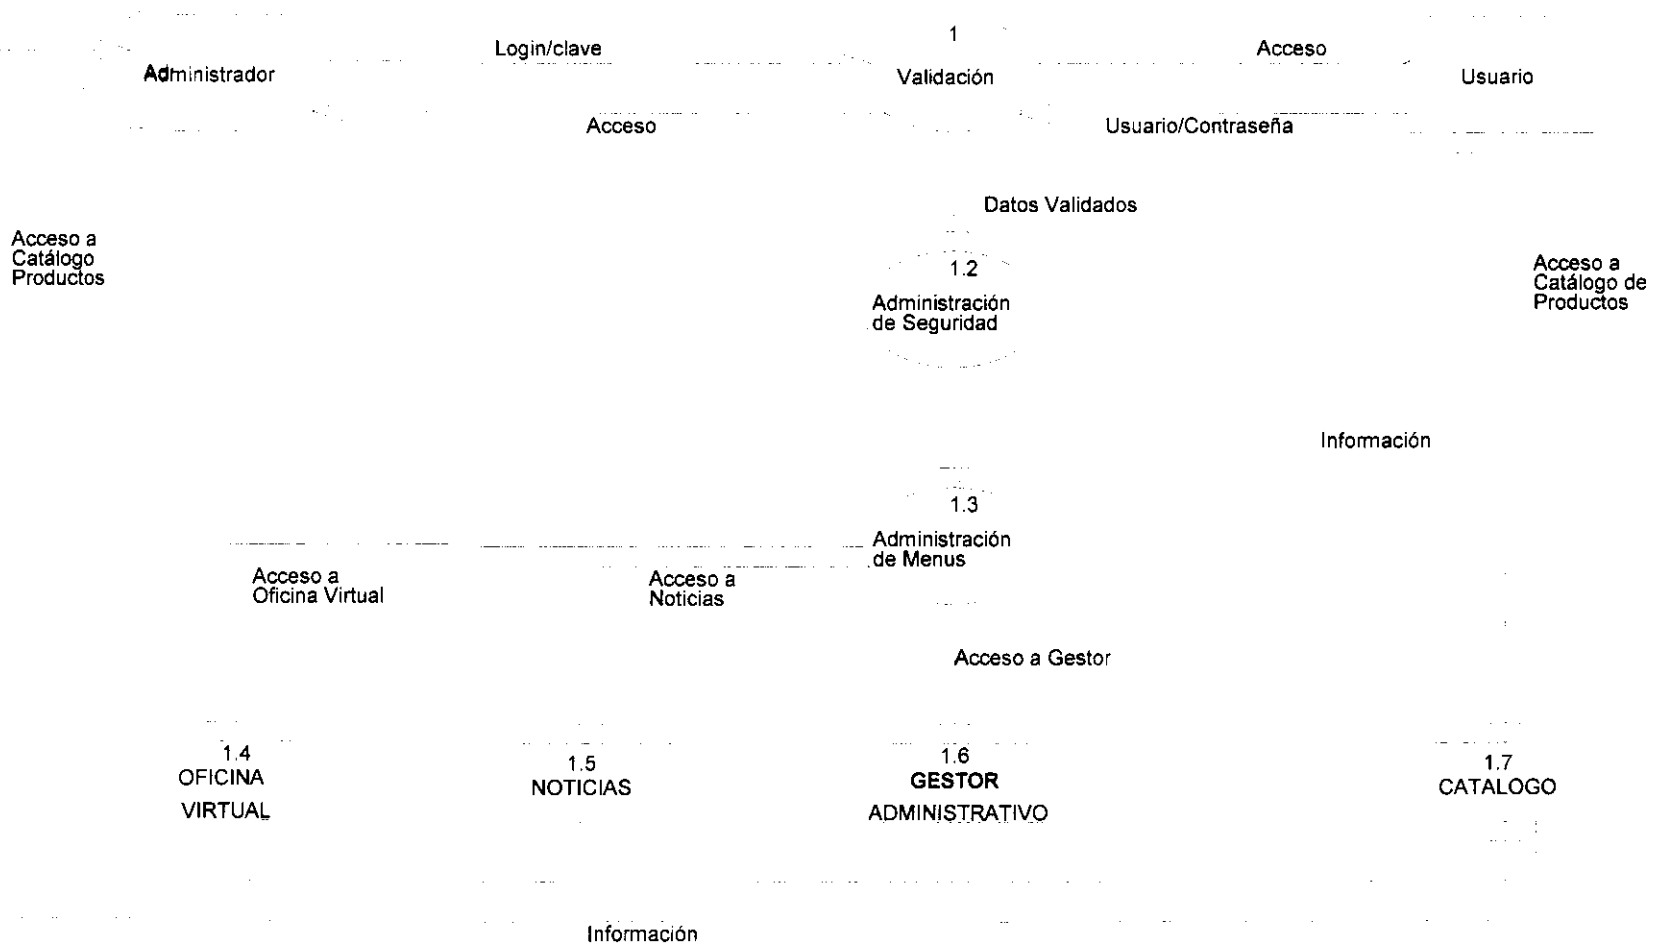 1
Login/clave
Acceso
Administrador
Validación
Usuario
Acceso
Usuario/Contraseña
Datos Validados
Acceso a
Catálogo
Productos
1.2
Administración
de Seguridad
Acceso a
Catálogo de
Productos
Información
1.3
Administración
de Menus
Acceso a
Oficina Virtual
Acceso a
Noticias
Acceso a Gestor
1.4
OFICINA
VIRTUAL
1.5
NOTICIAS
1.6
GESTOR
ADMINISTRATIVO
1.7
CATALOGO
Información